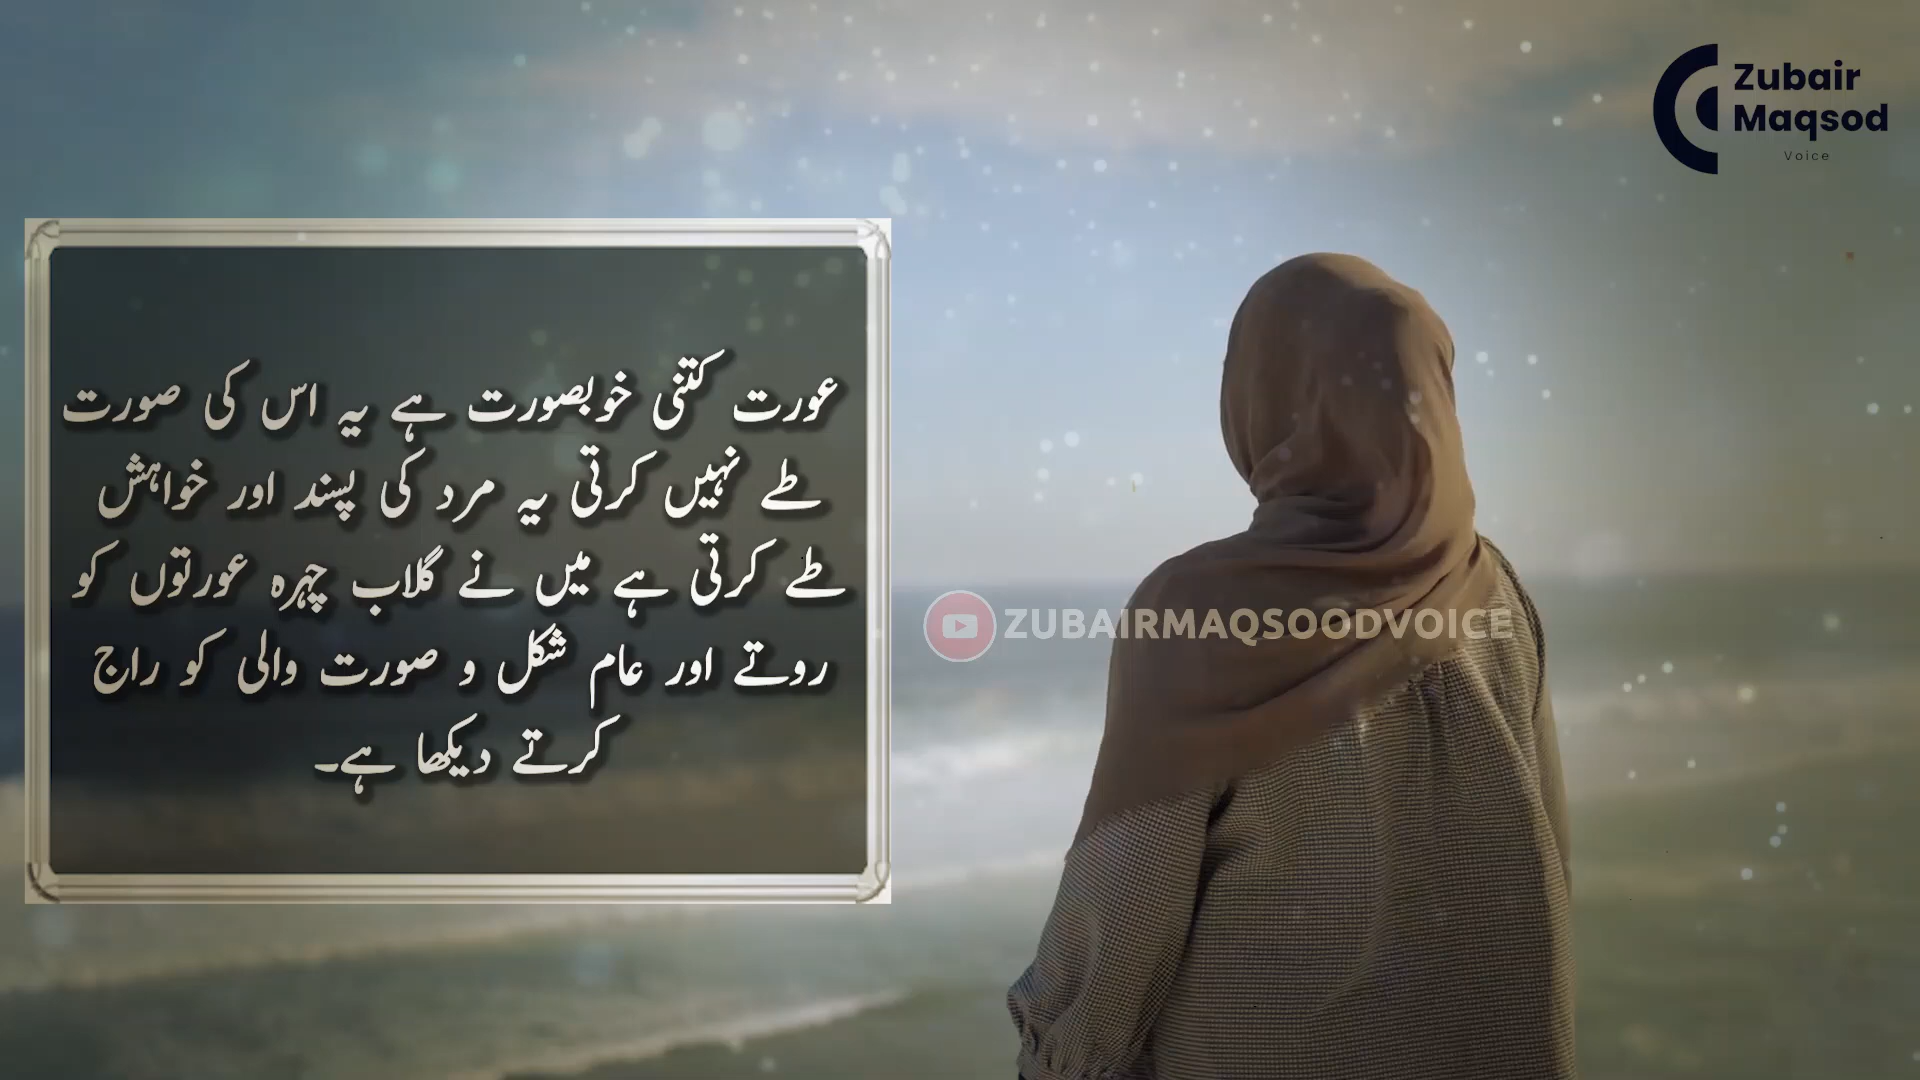 Zubair
Maqsod
Voice
عورت کتنی خوبصورت ہے یہ اس کی صورت
طے نہیں کرتی یہ مرد کی پسند اور خواہش
طے کرتی ہے میں نے گلاب چہرہ عورتوں کو
روتے اور عام شکل و صورت والی کو راج
کرتے دیکھا ہے۔
ZUBAIRMAQSOODVOICE